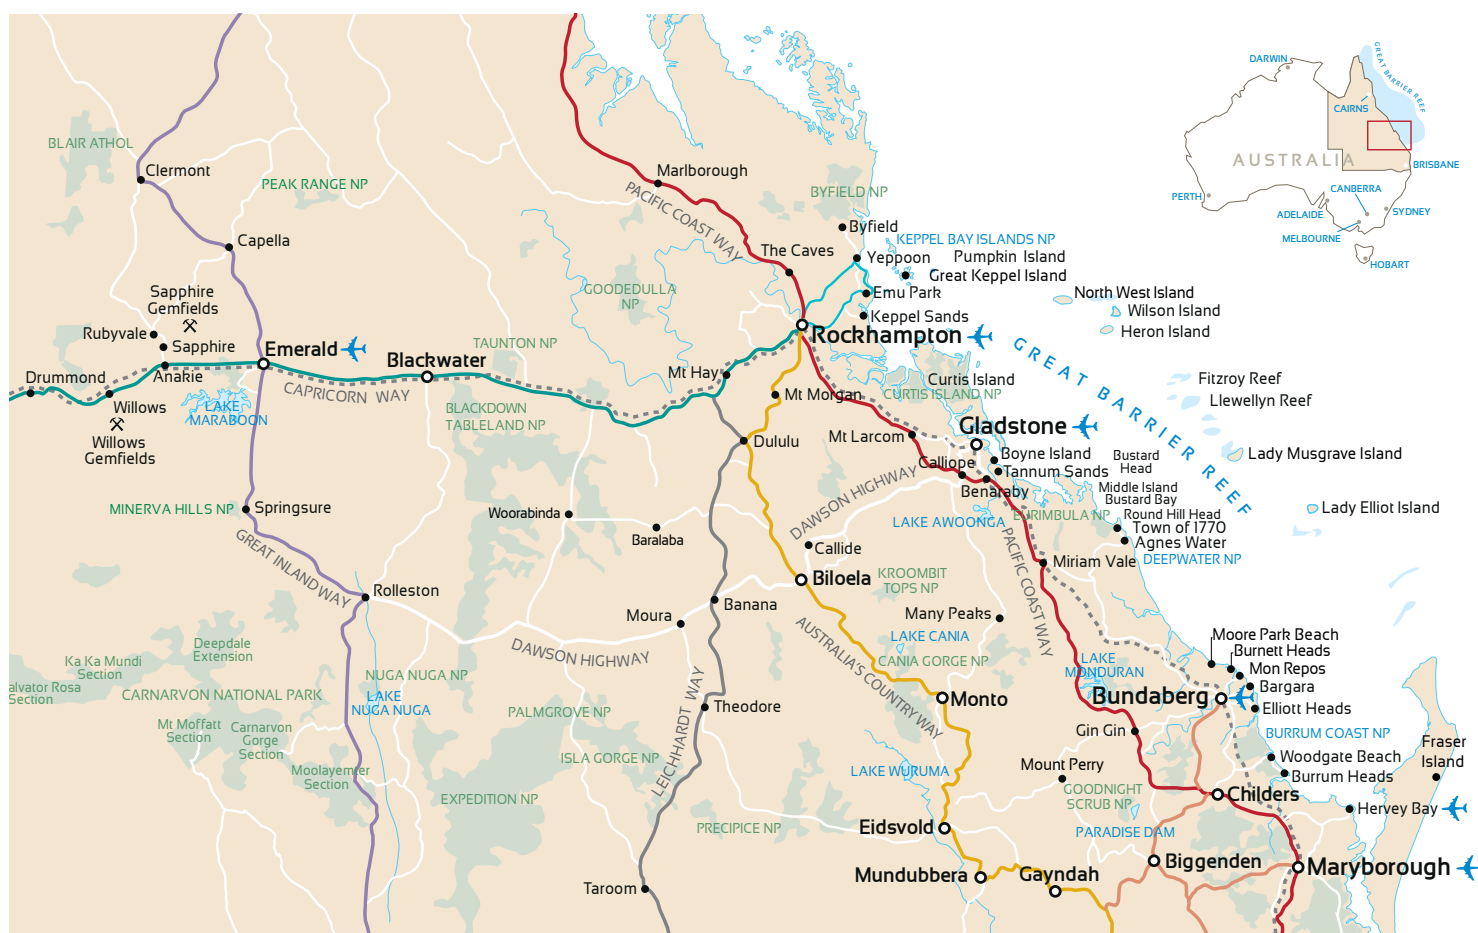 DARWIN
GREAT BARRIER REEF
CAIRNS
AUSTRALIA
BRISBANE
PERTH
CANBERRA
ADELAIDE
SYDNEY
MELBOURNE
HOBART
BLAIR ATHOL
Clermont
PEAK RANGE NP
Capella
Marlborough
PACIFIC COAST WAY
BYFIELD NP
Byfield
The Caves
KEPPEL BAY ISLANDS NP
Yeppoon
Pumpkin Island
Great Keppel Island
Emu Park
Keppel Sands
North West Island
Wilson Island
Heron Island
Sapphire
Gemfields
Rubyvale
Sapphire
GOODEDULLA
NP
Rockhampton
Emerald
Blackwater
TAUNTON NP
Drummond
Anakie
Mt Hay
Willows
CAPRICORN WAY
LAKE
MARABOON
Willows
Gemfields
BLACKDOWN
TABLELAND NP
Mt Morgan
Curtis Island
CURTIS ISLAND NP
GREAT BARRIER REEF
Fitzroy Reef
Llewellyn Reef
Dululu
Mt Larcom
Gladstone
Calliope
Boyne Island
Tannum Sands
Benaraby
Bustard
Head
Lady Musgrave Island
Middle Island
Bustard Bay
Round Hill Head
Lady Elliot Island
MINERVA HILLS NP
Springsure
Woorabinda
Baralaba
DAWSON HIGHWAY
LAKE AWOONGA
EURIMBULA NP
Town of 1770
Agnes Water
DEEPWATER NP
GREAT INLAND WAY
Callide
Miriam Vale
Biloela
KROOMBIT
TOPS NP
PACIFIC COAST WAY
Rolleston
Moura
Banana
Many Peaks
AUSTRALIA'S COUNTRY WAY
LAKE CANIA
CANIA GORGE NP
Moore Park Beach
Burnett Heads
Mon Repos
Bargara
Elliott Heads
Deepdale
Extension
DAWSON HIGHWAY
Ka Ka Mundi
Section
NUGA NUGA NP
LAKE
NUGA NUGA
alvator Rosa
Section
CARNARVON NATIONAL PARK
LAKE
MONDURAN
Bundaberg
Monto
Mt Moffatt
Section
Carnarvon
Gorge
Section
PALMGROVE NP
Theodore
LEICHHARDT WAY
Gin Gin
BURRUM COAST NP
Fraser
Island
Moolayember
Section
ISLA GORGE NP
LAKE WURUMA
Mount Perry
Woodgate Beach
Burrum Heads
EXPEDITION NP
GOODNIGHT
SCRUB NP
Childers
Hervey Bay
PRECIPICE NP
Eidsvold
PARADISE DAM
Mundubbera
Gayndah
Biggenden
Maryborough
Taroom